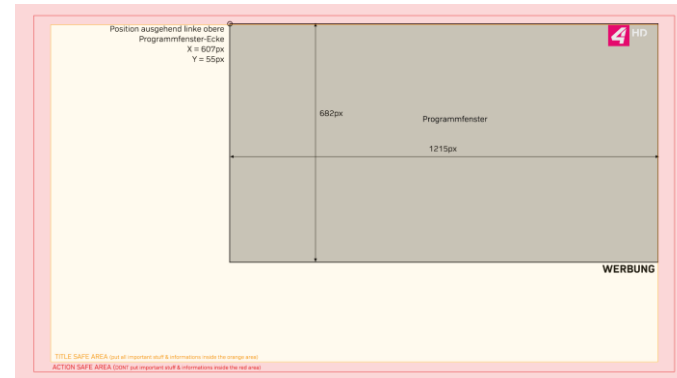 Position ausgehend linke obere
Programmfenster-Ecke
X = 607px
Y = 55px
4 HD
682px
Programmfenster
1215px
WERBUNG
TITLE SAFE AREA (put all important stuff & informations inside the orange area)
ACTION SAFE AREA (DONT put important stuff & informations inside the red area)